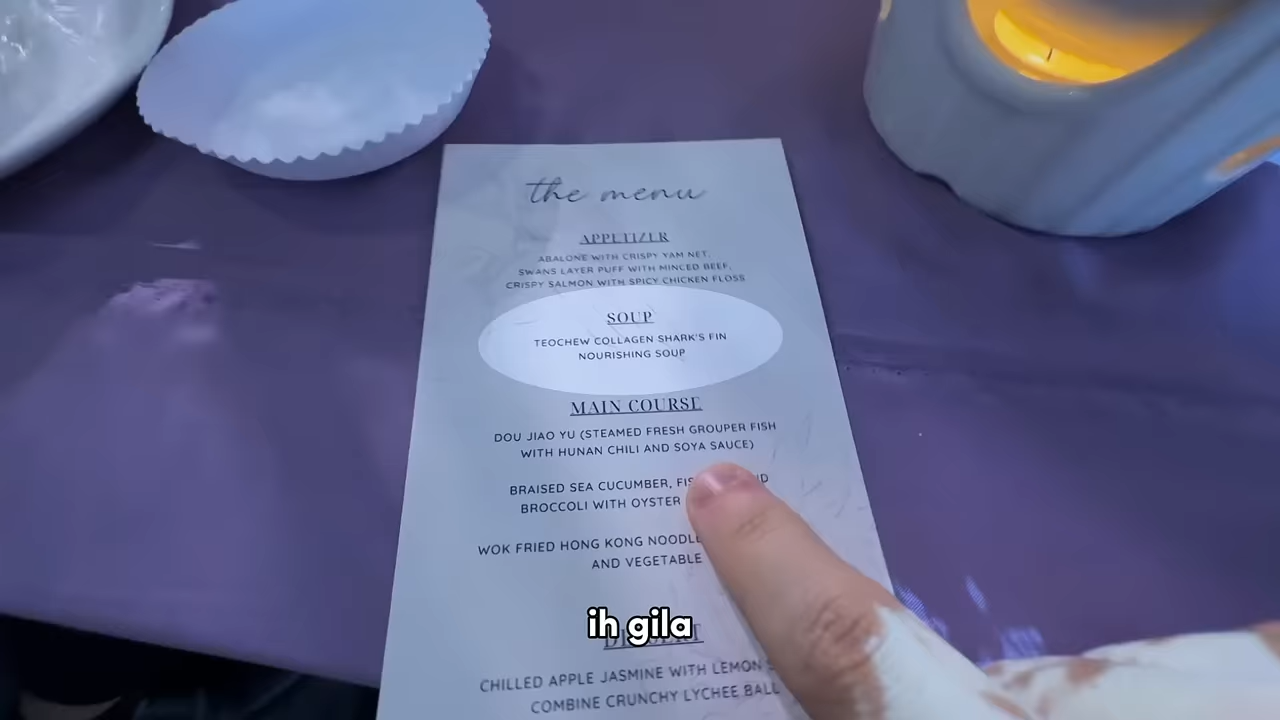 the menu
APPETIZER
ABALONE WITH CRISPY YAM NET,
SWANS LAYER PUFF WITH MINCED BEEF,
CRISPY SALMON WITH SPICY CHICKEN FLOSS
SOUP
TEOCHEW COLLAGEN SHARK'S FIN
NOURISHING SOUP
MAIN COURSE
DOU JIAO YU (STEAMED FRESH GROUPER FISH
WITH HUNAN CHILI AND SOYA SAUCE)
BRAISED SEA CUCUMBER,
BROCCOLI WITH OYSTER
WOK FRIED HONG KONG
AND VEGETABLE
ih gila
CHILLED APPLE JASMINE WITH LEMON
COMBINE CRUNCHY LYCHEE BALL